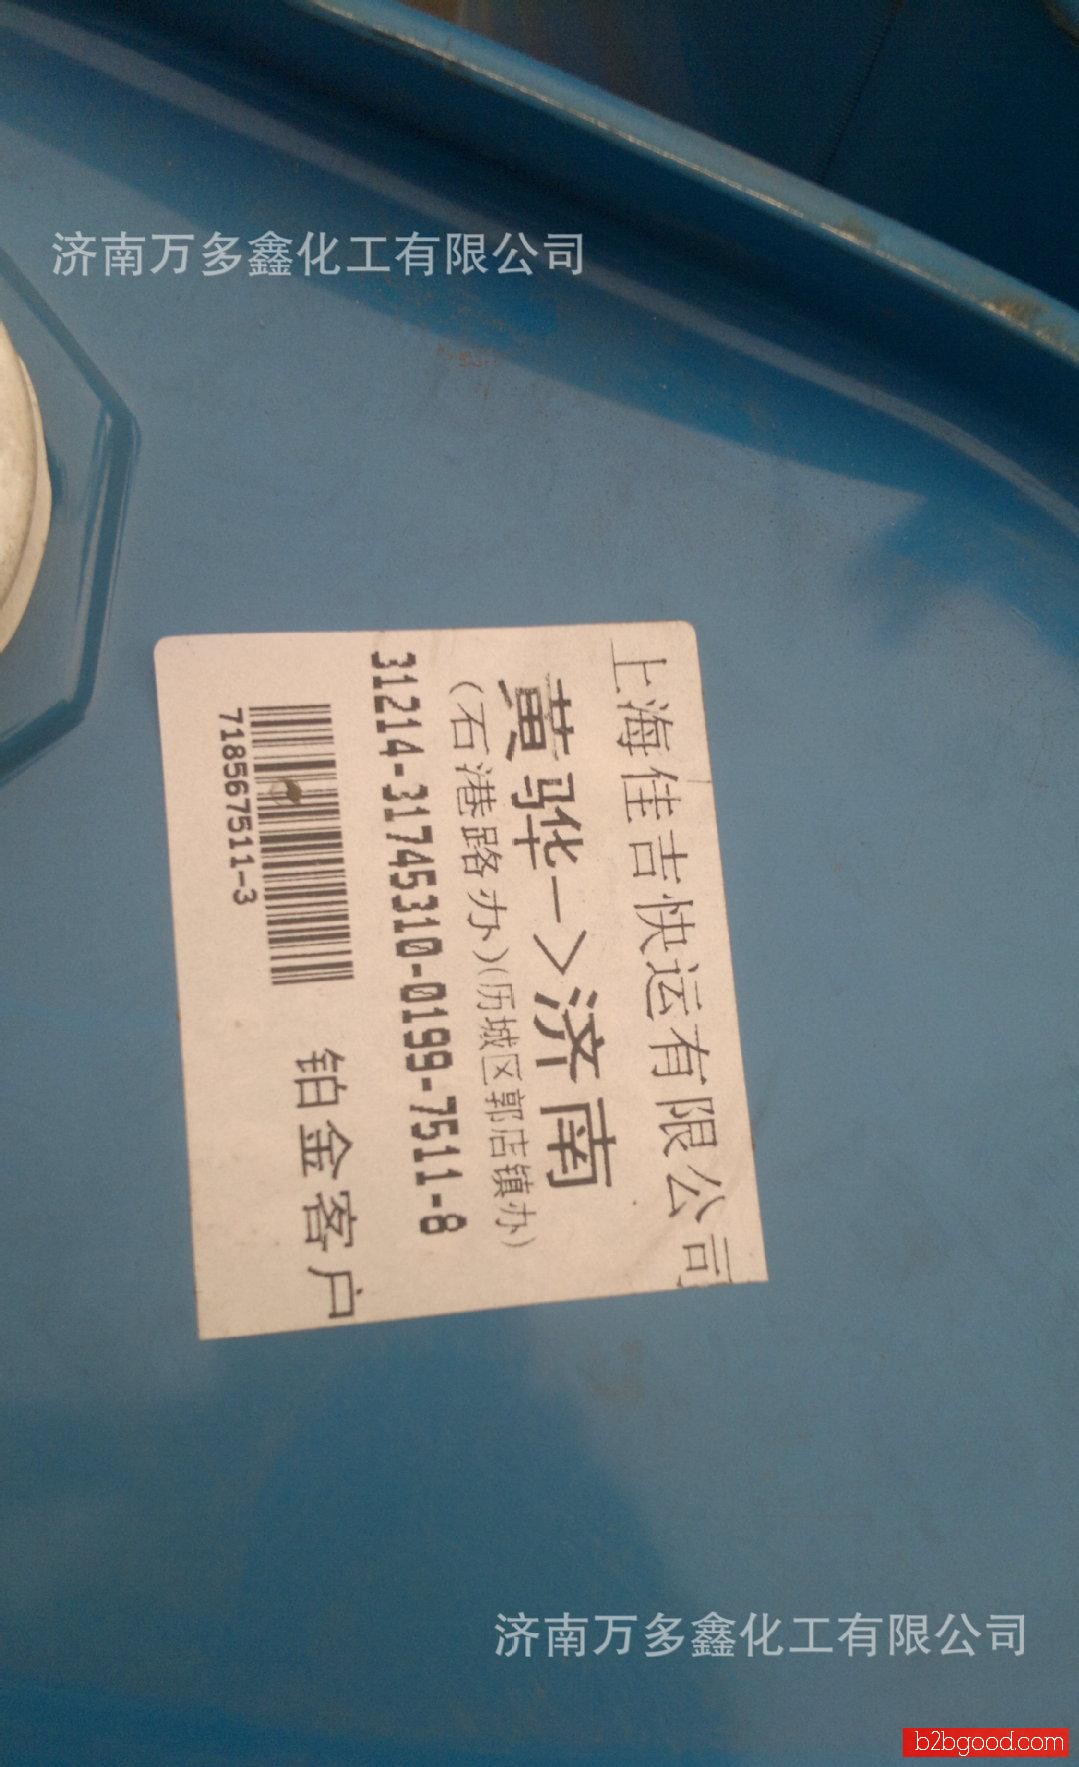 济南万多鑫化工有限公司
上海佳吉快运有限公司
黄骅->济南
(石港路办)(历城区郭店镇办)
31214-31745310-0199-7511-8
718567511-3
铂金客户
济南万多鑫化工有限公司
b2bgood.com